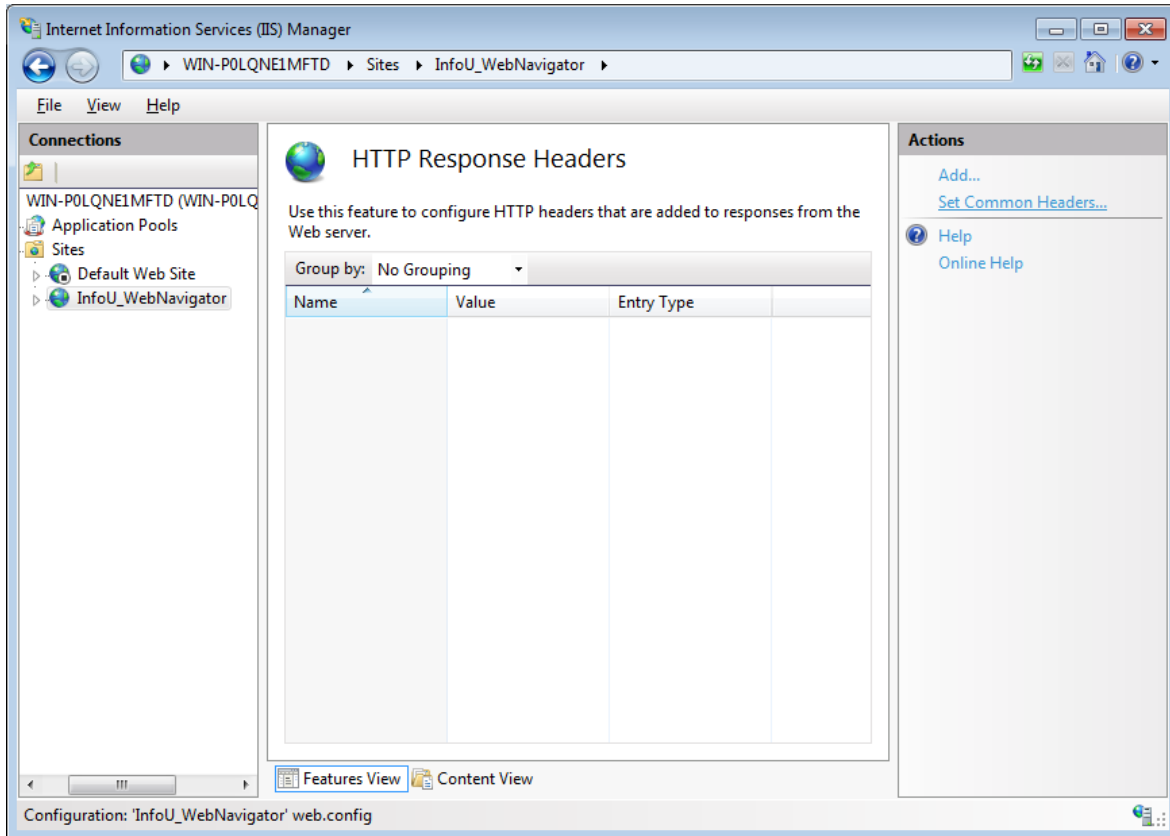 Internet Information Services (IIS) Manager
WIN-P0LQNE1MFTD Sites InfoU_WebNavigator
File View Help
Connections
WIN-P0LQNE1MFTD (WIN-P0LQ
Application Pools
Sites
Default Web Site
InfoU_WebNavigator
HTTP Response Headers
Use this feature to configure HTTP headers that are added to responses from the
Web server.
Group by: No Grouping
Name Value Entry Type
Features View Content View
Actions
Add...
Set Common Headers...
Help
Online Help
Configuration: 'InfoU_WebNavigator' web.config